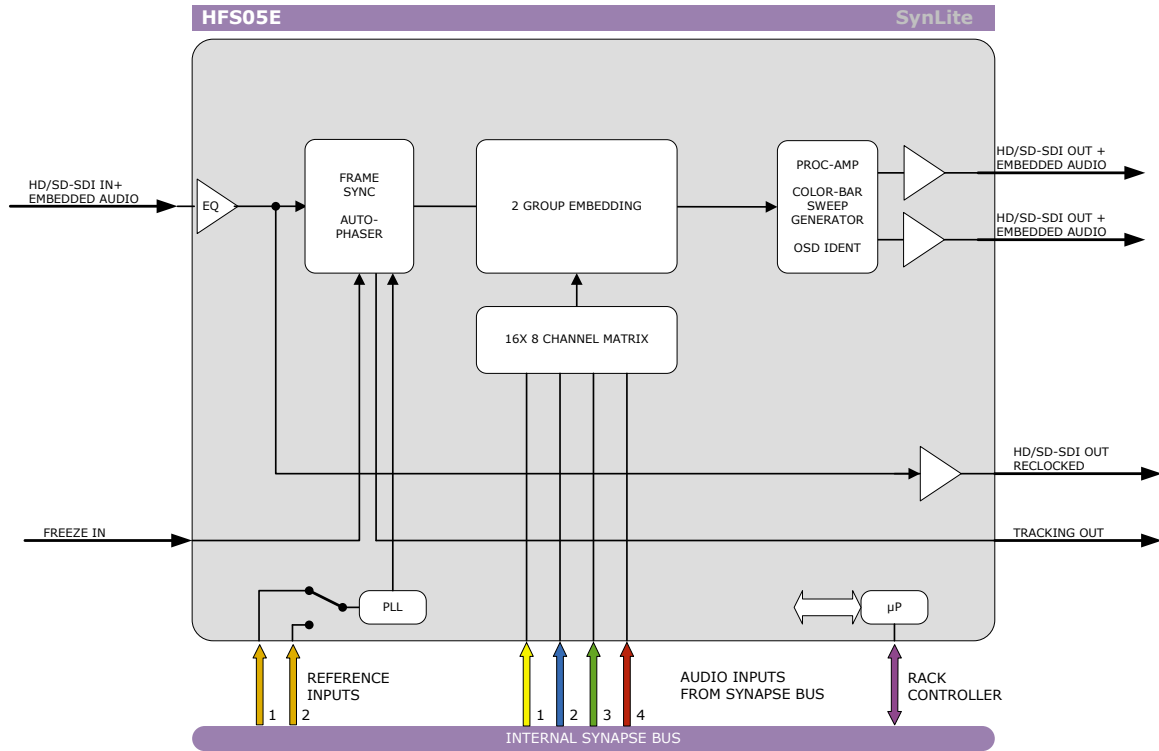 HFS05E
SynLite
HD/SD-SDI IN+
EMBEDDED AUDIO
EQ
FRAME
SYNC
AUTO-
PHASER
2 GROUP EMBEDDING
PROC-AMP
COLOR-BAR
SWEEP
GENERATOR
OSD IDENT
HD/SD-SDI OUT +
EMBEDDED AUDIO
HD/SD-SDI OUT +
EMBEDDED AUDIO
16X 8 CHANNEL MATRIX
HD/SD-SDI OUT
RECLOCKED
FREEZE IN
TRACKING OUT
PLL
µP
REFERENCE
INPUTS
1
2
AUDIO INPUTS
FROM SYNAPSE BUS
1
2
3
4
RACK
CONTROLLER
INTERNAL SYNAPSE BUS